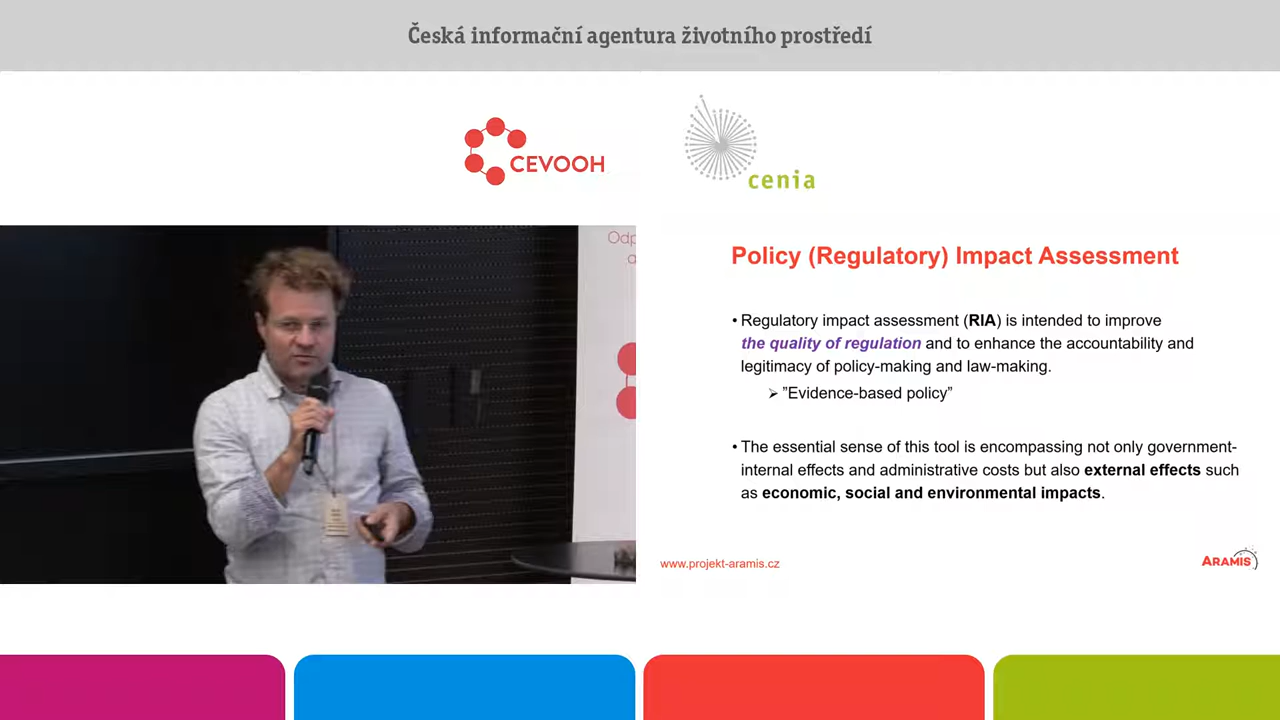 Česká informační agentura životního prostředí
CEVOOH
cenia
Odp
a
Policy (Regulatory) Impact Assessment
• Regulatory impact assessment (RIA) is intended to improve
the quality of regulation and to enhance the accountability and
legitimacy of policy-making and law-making.
➢ ”Evidence-based policy”
• The essential sense of this tool is encompassing not only government-
internal effects and administrative costs but also external effects such
as economic, social and environmental impacts.
www.projekt-aramis.cz
ARAMIS